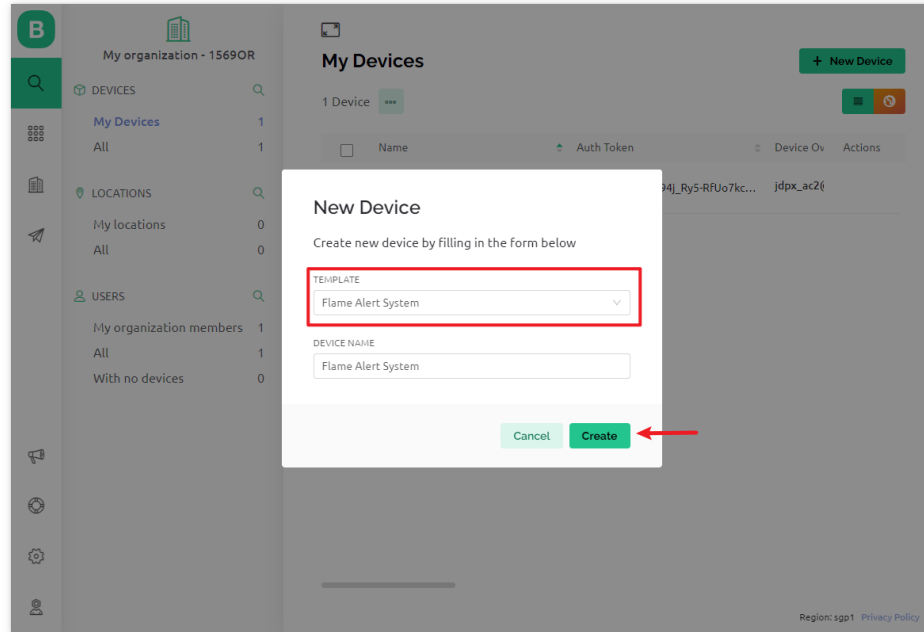 B
My organization - 1569OR
DEVICES
My Devices 1
All 1
LOCATIONS
My locations 0
All 0
USERS
My organization members 1
All 1
With no devices 0
My Devices
+ New Device
1 Device
Name Auth Token Device Ow Actions
94j_Ry5-RfUo7kc... jdpx_ac2@
New Device
Create new device by filling in the form below
TEMPLATE
Flame Alert System
DEVICE NAME
Flame Alert System
Cancel Create
Region: sgp1 Privacy Policy